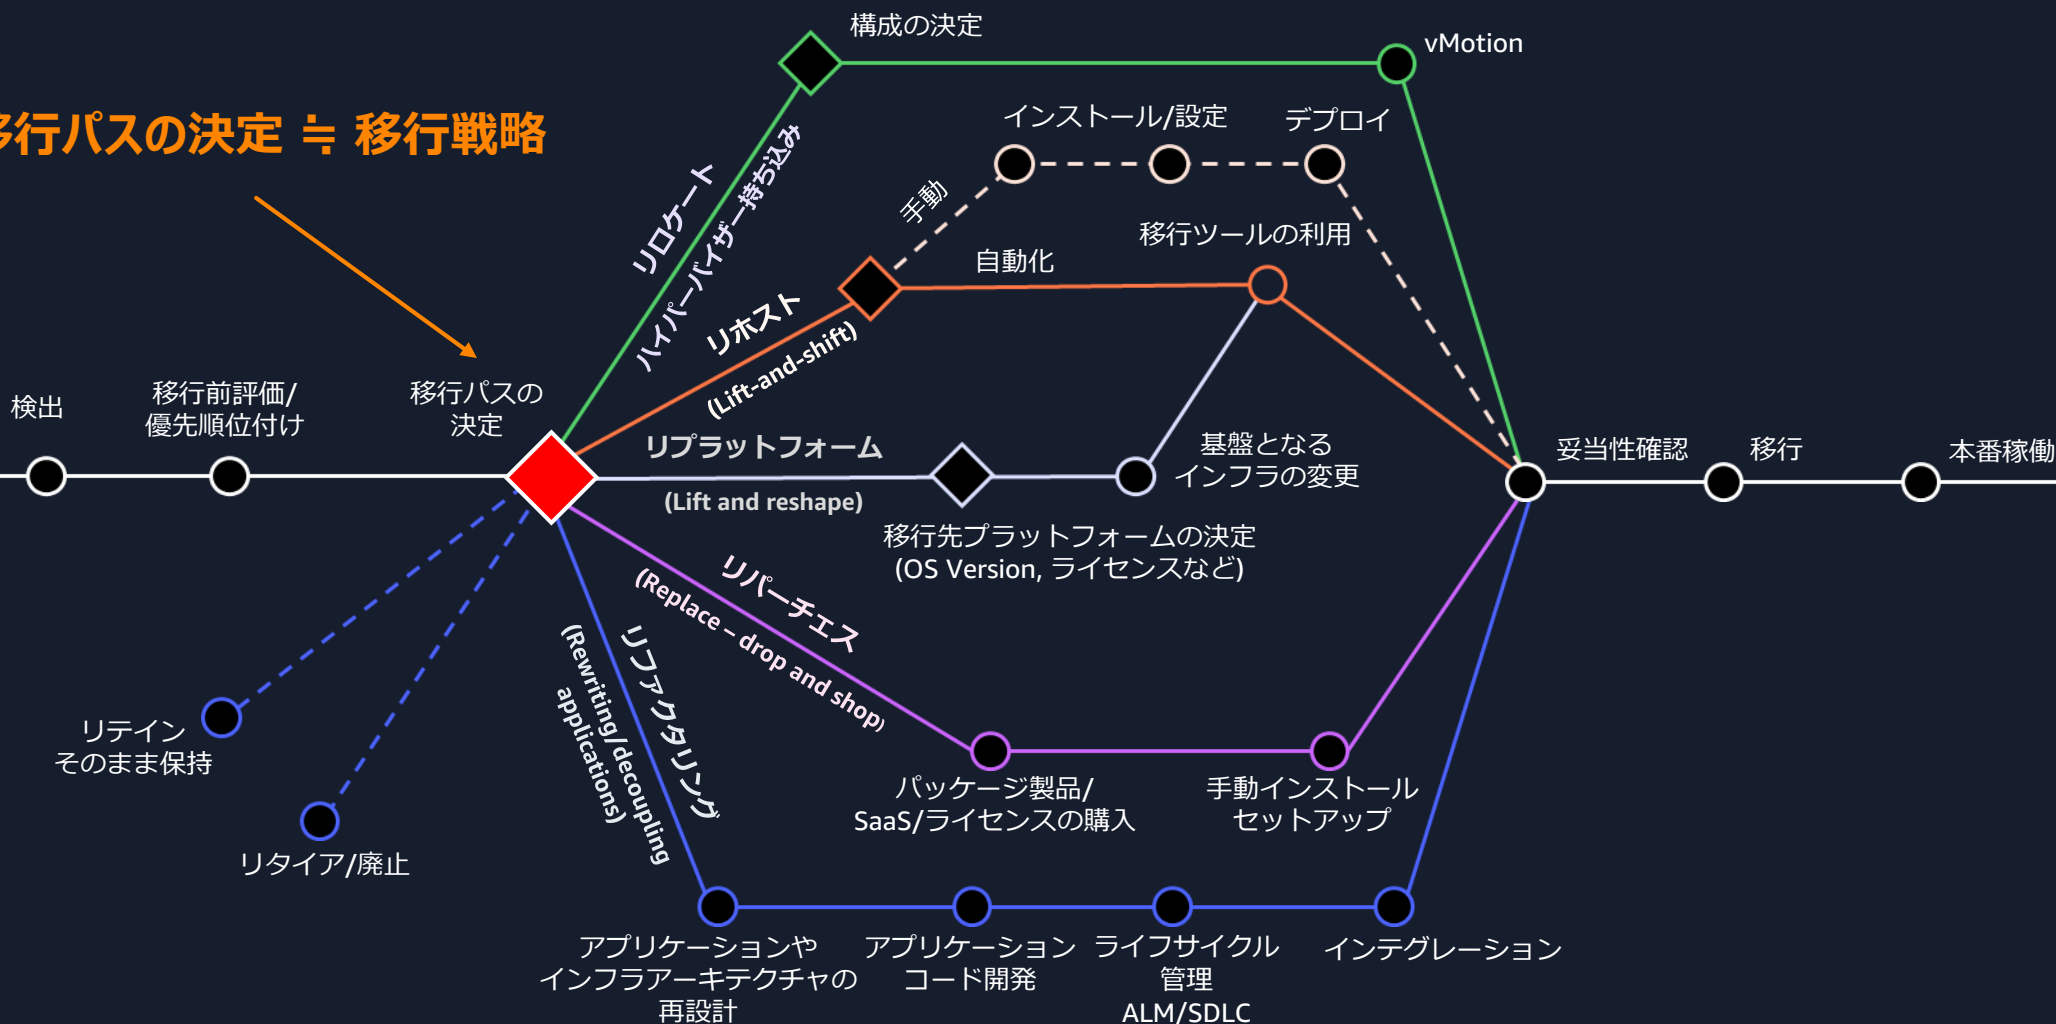 構成の決定
vMotion
移行パスの決定 ≒ 移行戦略
インストール/設定
デプロイ
手動
リロケート
ハイパーバイザー持ち込み
移行ツールの利用
自動化
リホスト
(Lift-and-shift)
検出
移行前評価/
優先順位付け
移行パスの
決定
リプラットフォーム
(Lift and reshape)
基盤となる
インフラの変更
妥当性確認
移行
本番稼働
移行先プラットフォームの決定
(OS Version, ライセンスなど)
リパーチェス
(Replace – drop and shop)
リファクタリング
(Rewriting/decoupling
applications)
リテイン
そのまま保持
リタイア/廃止
パッケージ製品/
SaaS/ライセンスの購入
手動インストール
セットアップ
アプリケーションや
インフラアーキテクチャの
再設計
アプリケーション
コード開発
ライフサイクル
管理
ALM/SDLC
インテグレーション